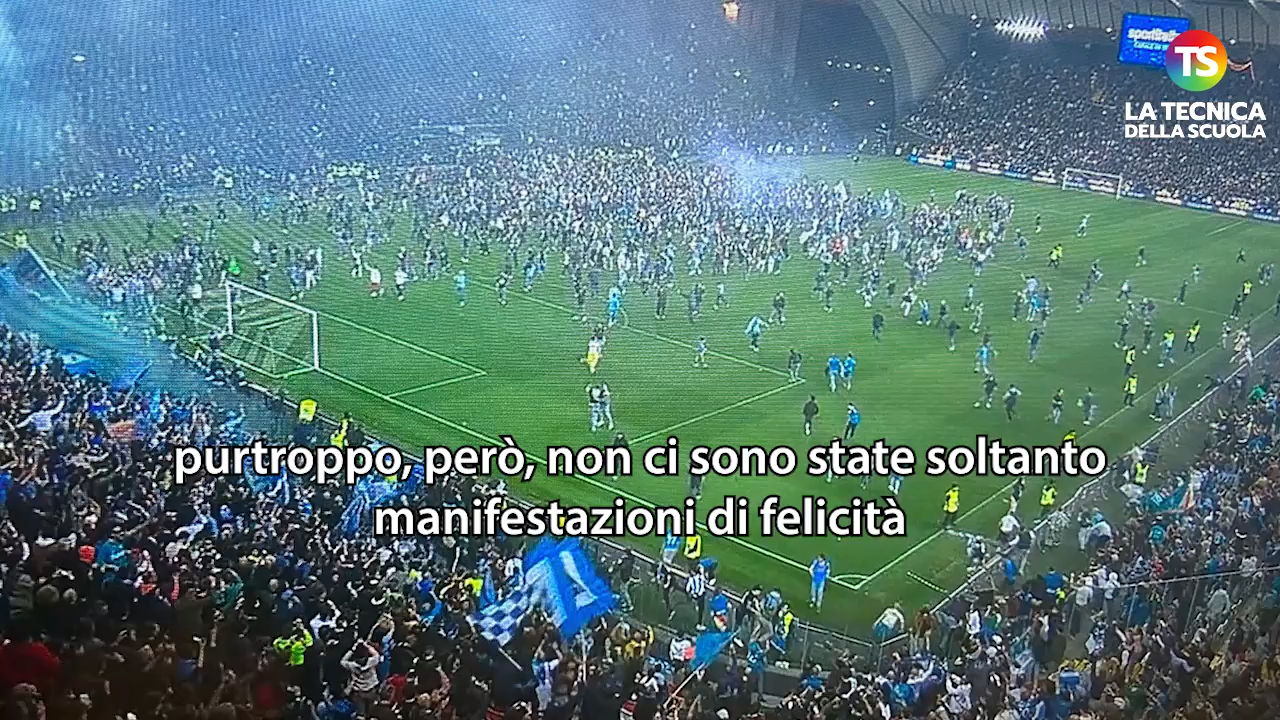 TS
LA TECNICA
DELLA SCUOLA
purtroppo, però, non ci sono state soltanto
manifestazioni di felicità